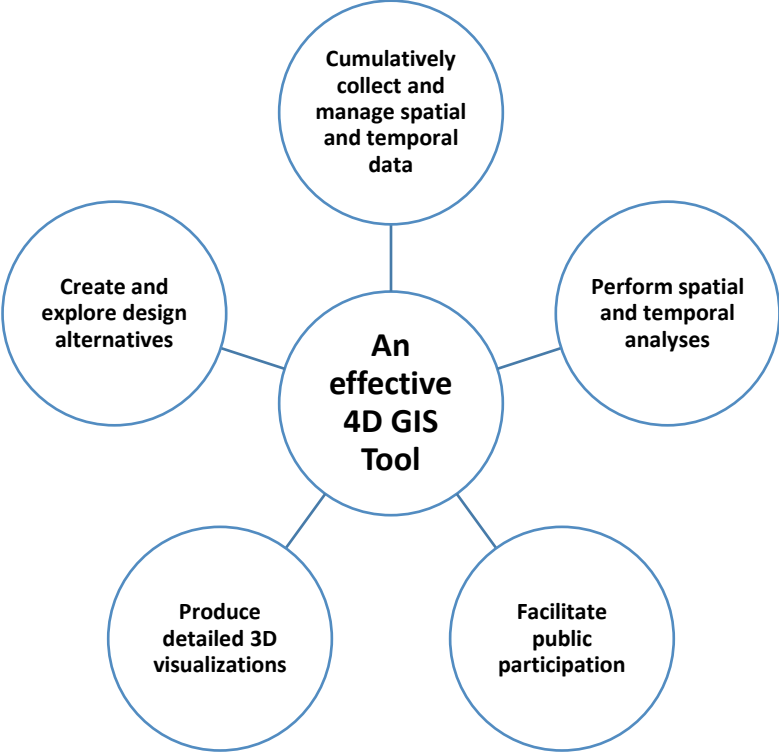 Cumulatively
collect and
manage spatial
and temporal
data
Create and
explore design
alternatives
Perform spatial
and temporal
analyses
An
effective
4D GIS
Tool
Produce
detailed 3D
visualizations
Facilitate
public
participation